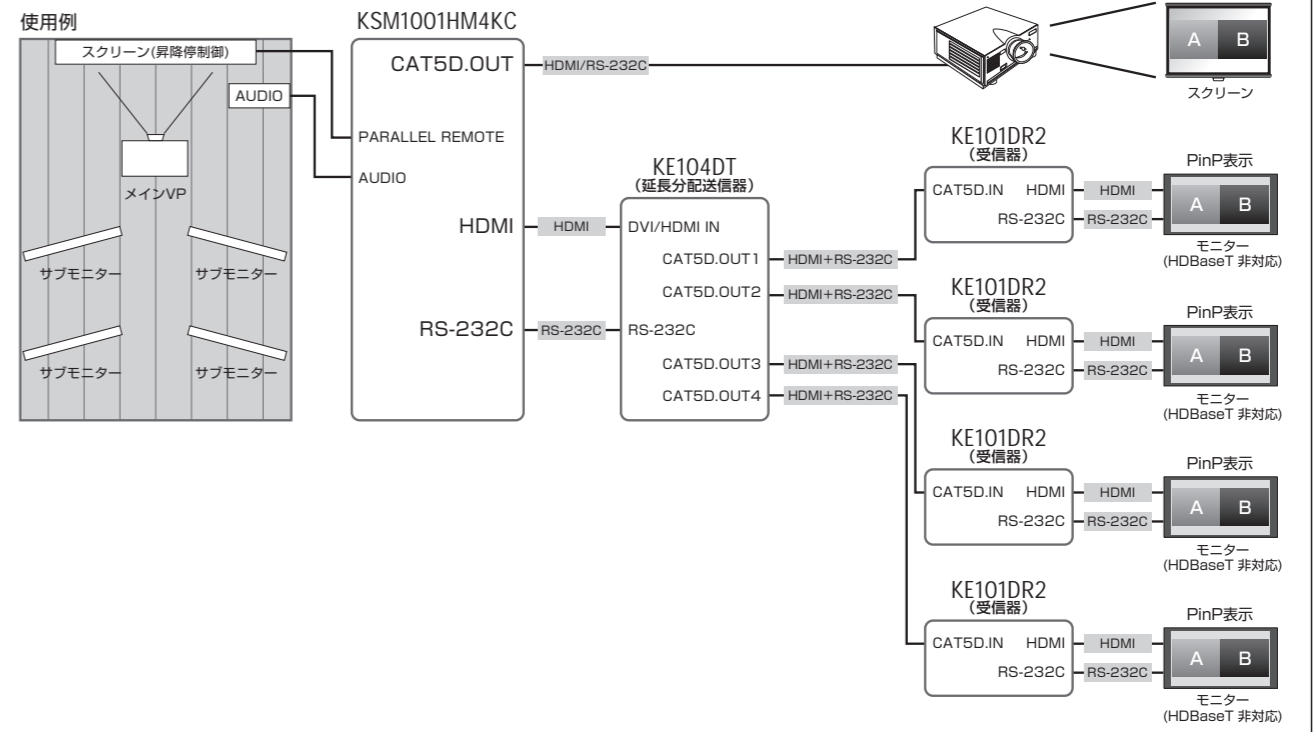 使用例
スクリーン(昇降停制御)
AUDIO
メインVP
サブモニター
サブモニター
サブモニター
サブモニター
KSM1001HM4KC
CAT5D.OUT
PARALLEL REMOTE
AUDIO
HDMI
RS-232C
HDMI/RS-232C
HDMI
RS-232C
A B
スクリーン
KE104DT
(延長分配送信器)
DVI/HDMI IN
CAT5D.OUT1
CAT5D.OUT2
RS-232C
CAT5D.OUT3
CAT5D.OUT4
HDMI+RS-232C
HDMI+RS-232C
HDMI+RS-232C
HDMI+RS-232C
KE101DR2
(受信器)
CAT5D.IN HDMI
RS-232C
HDMI
RS-232C
PinP表示
A B
モニター
(HDBaseT 非対応)
KE101DR2
(受信器)
CAT5D.IN HDMI
RS-232C
HDMI
RS-232C
PinP表示
A B
モニター
(HDBaseT 非対応)
KE101DR2
(受信器)
CAT5D.IN HDMI
RS-232C
HDMI
RS-232C
PinP表示
A B
モニター
(HDBaseT 非対応)
KE101DR2
(受信器)
CAT5D.IN HDMI
RS-232C
HDMI
RS-232C
PinP表示
A B
モニター
(HDBaseT 非対応)